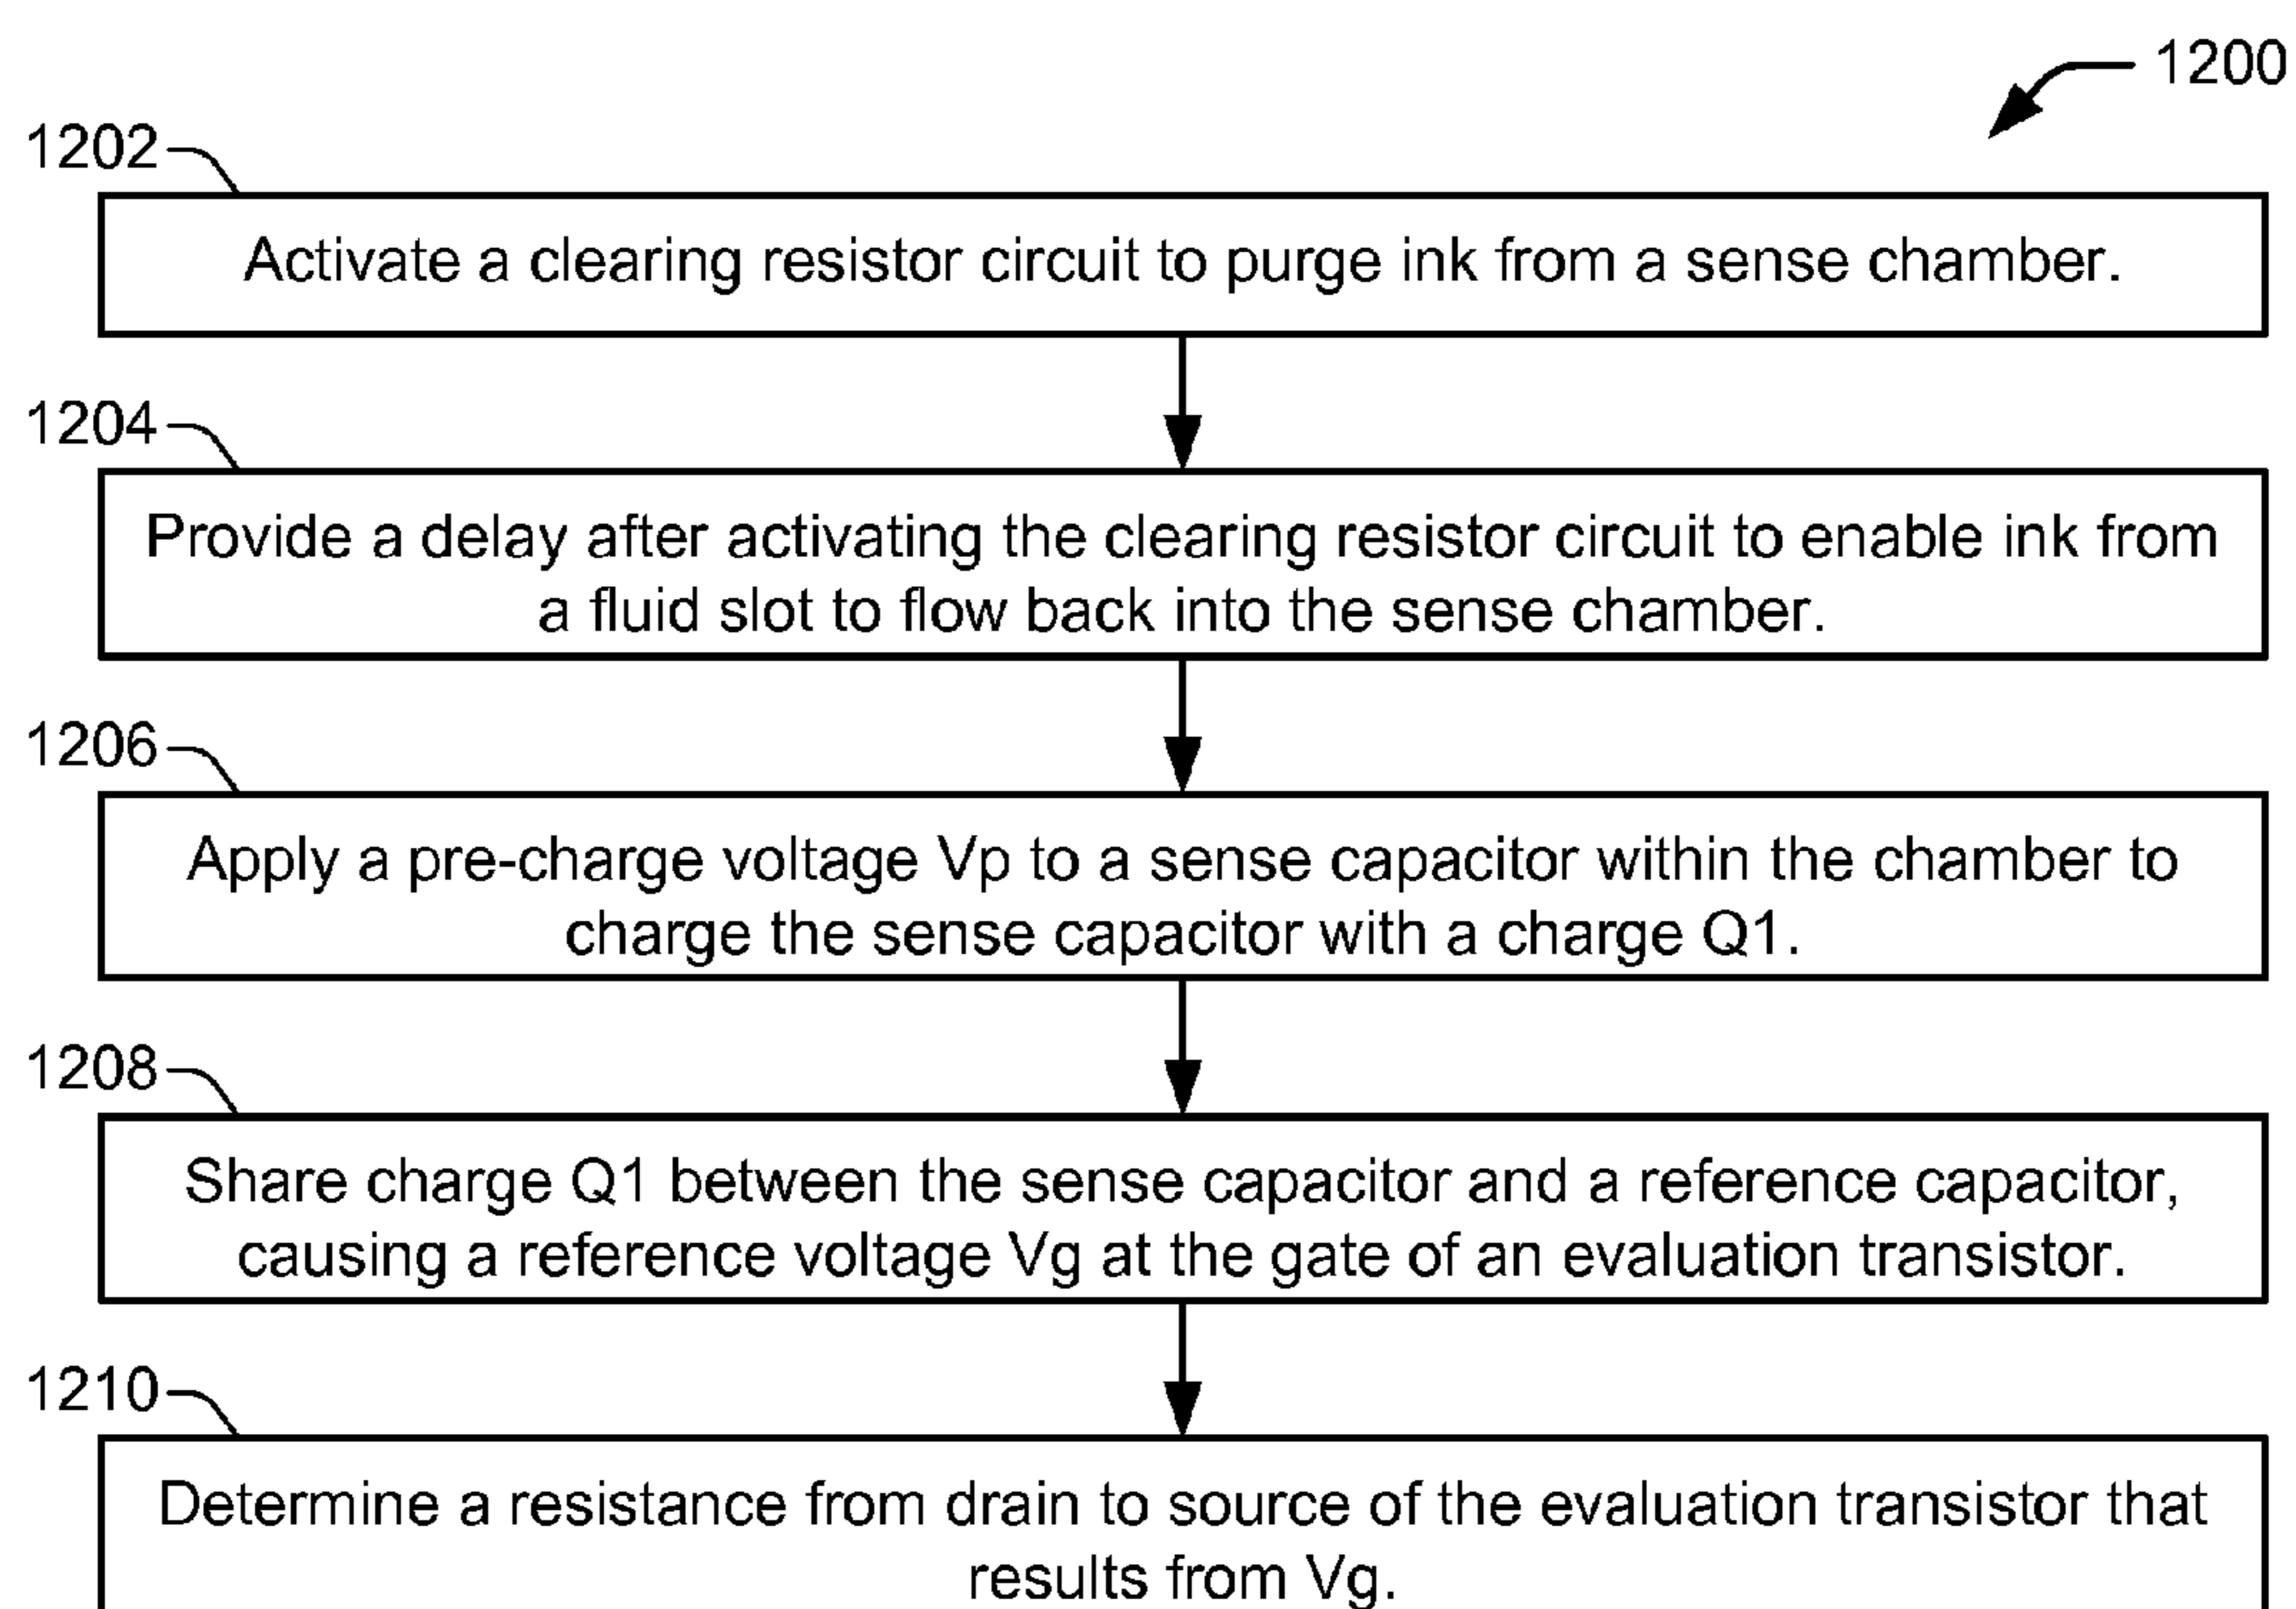 1200
1202
Activate a clearing resistor circuit to purge ink from a sense chamber.
1204
Provide a delay after activating the clearing resistor circuit to enable ink from
a fluid slot to flow back into the sense chamber.
1206
Apply a pre-charge voltage Vp to a sense capacitor within the chamber to
charge the sense capacitor with a charge Q1.
1208
Share charge Q1 between the sense capacitor and a reference capacitor,
causing a reference voltage Vg at the gate of an evaluation transistor.
1210
Determine a resistance from drain to source of the evaluation transistor that
results from Vg.